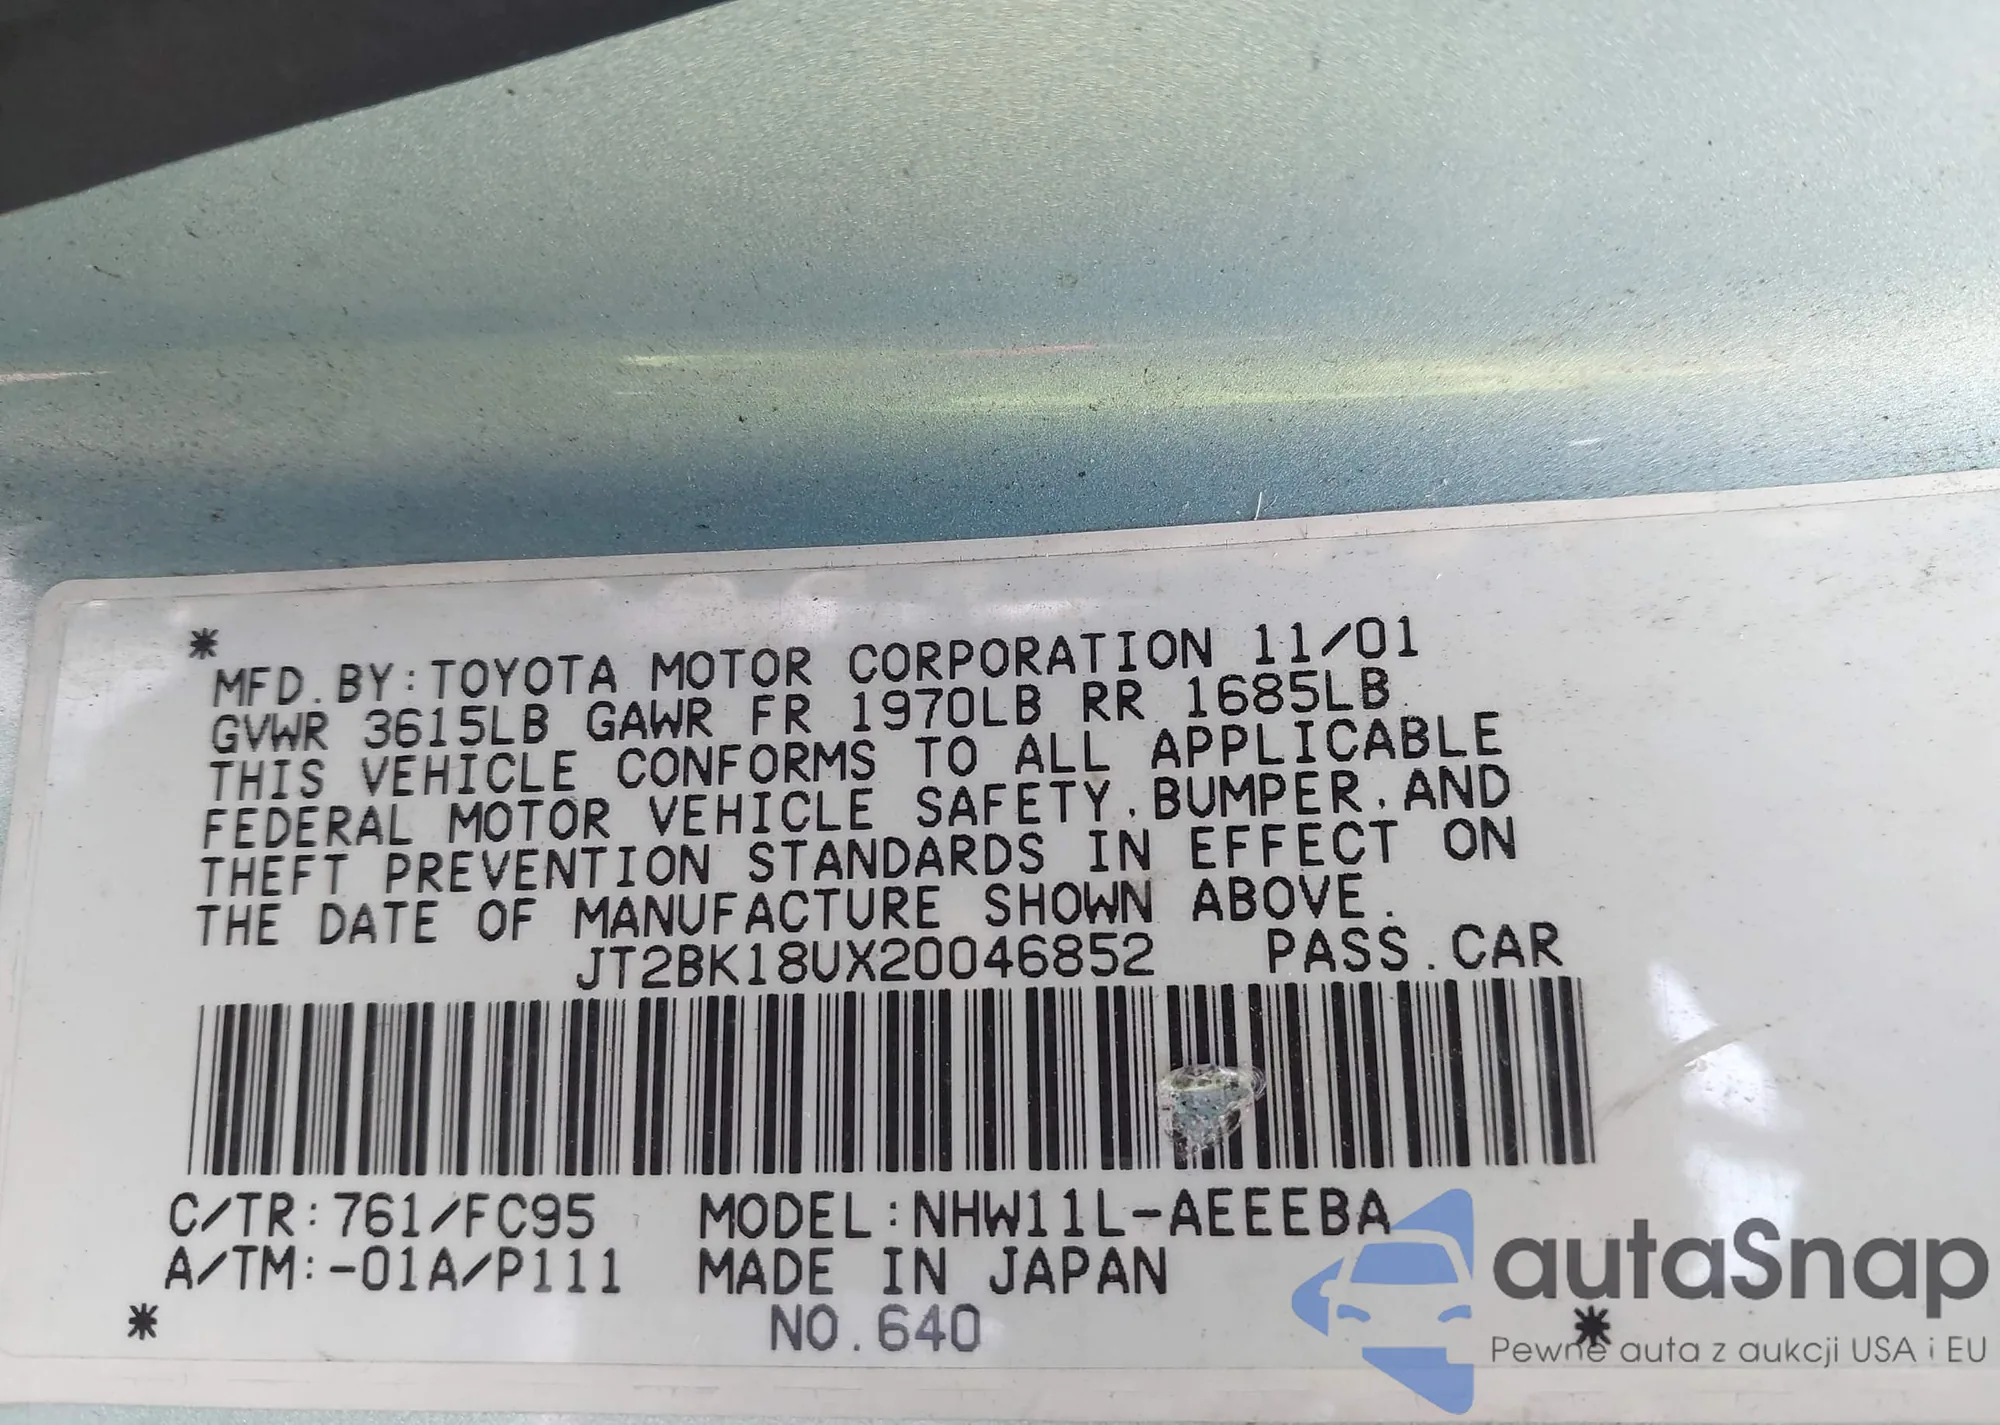 *
MFD. BY: TOYOTA MOTOR CORPORATION 11/01
GVWR 3615LB GAWR FR 1970LB RR 1685LB
THIS VEHICLE CONFORMS TO ALL APPLICABLE
FEDERAL MOTOR VEHICLE SAFETY, BUMPER, AND
THEFT PREVENTION STANDARDS IN EFFECT ON
THE DATE OF MANUFACTURE SHOWN ABOVE.
JT2BK18UX20046852 PASS. CAR
C/TR: 761/FC95 MODEL: NHW11L-AEEEBA
A/TM: -01A/P111 MADE IN JAPAN
* NO. 640 *
autaSnap
Pewne auta z aukcji USA i EU